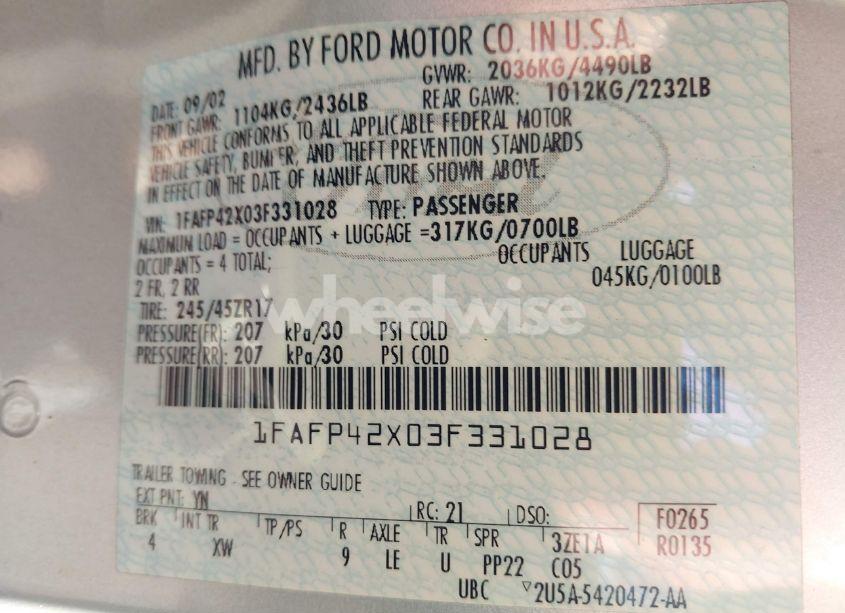 MFD. BY FORD MOTOR CO. IN U.S.A.
DATE: 09/02 GVWR: 2036KG/4490LB
FRONT GAWR: 1104KG/2436LB REAR GAWR: 1012KG/2232LB
THIS VEHICLE CONFORMS TO ALL APPLICABLE FEDERAL MOTOR
VEHICLE SAFETY, BUMPER, AND THEFT PREVENTION STANDARDS
IN EFFECT ON THE DATE OF MANUFACTURE SHOWN ABOVE.
VIN: 1FAFP42X03F331028 TYPE: PASSENGER
MAXIMUM LOAD = OCCUPANTS + LUGGAGE =317KG/0700LB
OCCUPANTS = 4 TOTAL; OCCUPANTS LUGGAGE
2 FR, 2 RR 045KG/0100LB
TIRE: 245/45ZR17
wheelwise
PRESSURE(FR): 207 kPa/30 PSI COLD
PRESSURE(RR): 207 kPa/30 PSI COLD
1FAFP42X03F331028
TRAILER TOWING - SEE OWNER GUIDE
EXT PNT: YN RC: 21 DSO: F0265
BRK INT TR TP/PS R AXLE TR SPR 3ZE1A R0135
4 XW 9 LE U PP22 C05
UBC ▽2U5A-5420472-AA